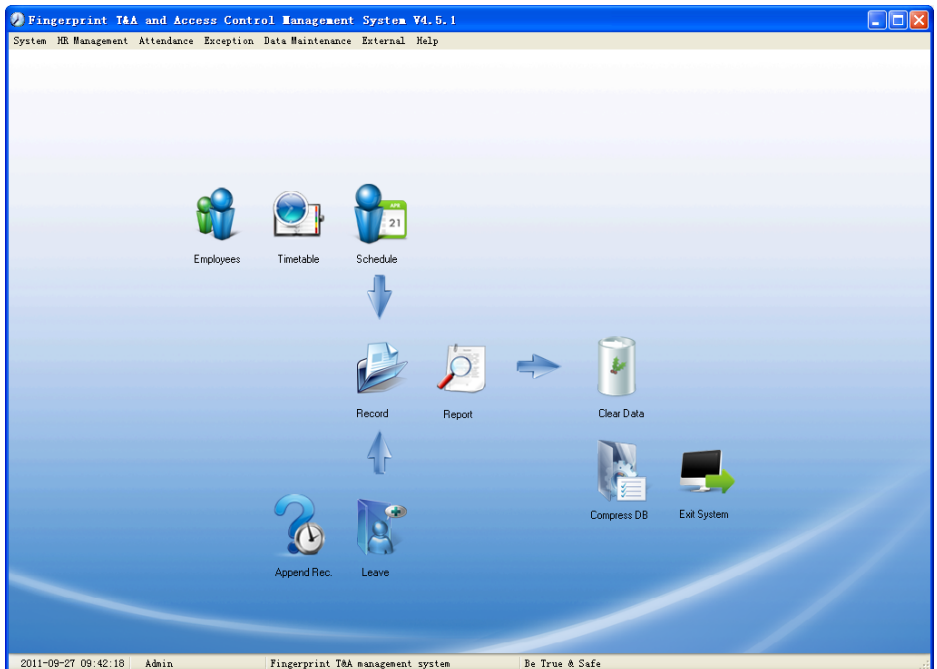 Fingerprint T&A and Access Control Management System V4.5.1
System HR Management Attendance Exception Data Maintenance External Help
APR
21
Employees Timetable Schedule
Record Report Clear Data
Compress DB Exit System
Append Rec. Leave
2011-09-27 09:42:18 Admin Fingerprint T&A management system Be True & Safe